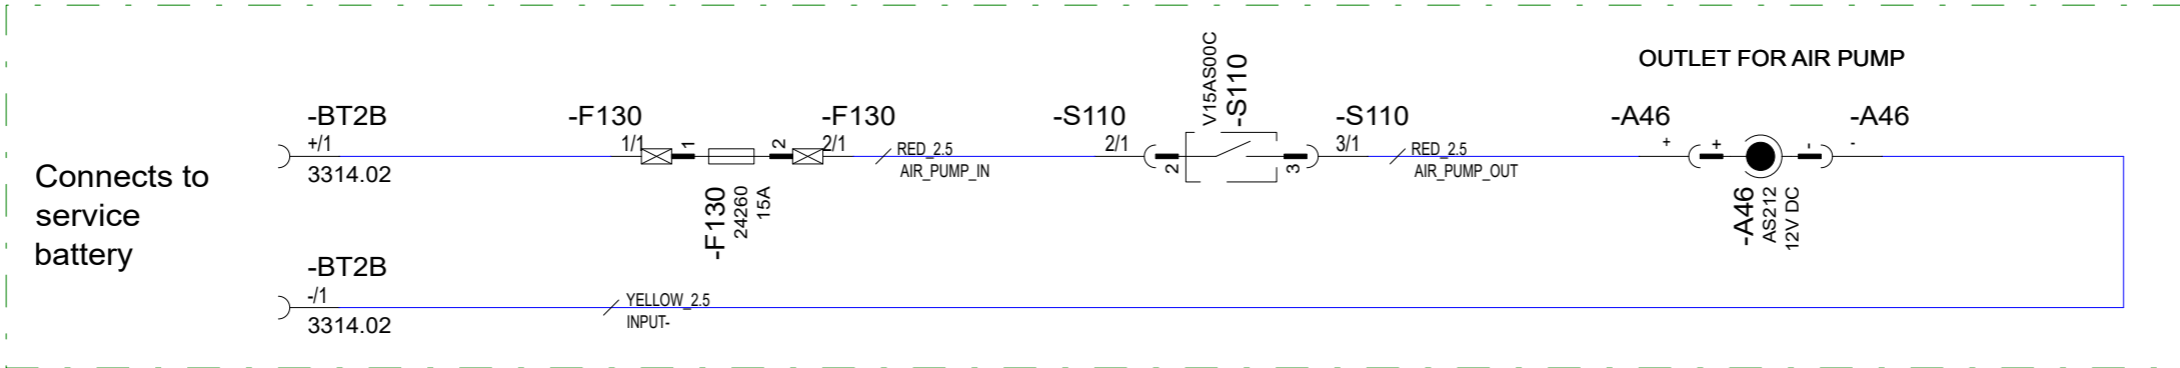 OUTLET FOR AIR PUMP
Connects to
service
battery
-BT2B
+/1
3314.02
-F130
1/1
1
2
-F130
2/1
-F130
24260
15A
RED_2.5
AIR_PUMP_IN
-S110
2/1
2
V15AS00C
-S110
3
-S110
3/1
RED_2.5
AIR_PUMP_OUT
-A46
+
+
-
-A46
-
-A46
AS212
12V DC
-BT2B
-/1
3314.02
YELLOW_2.5
INPUT-